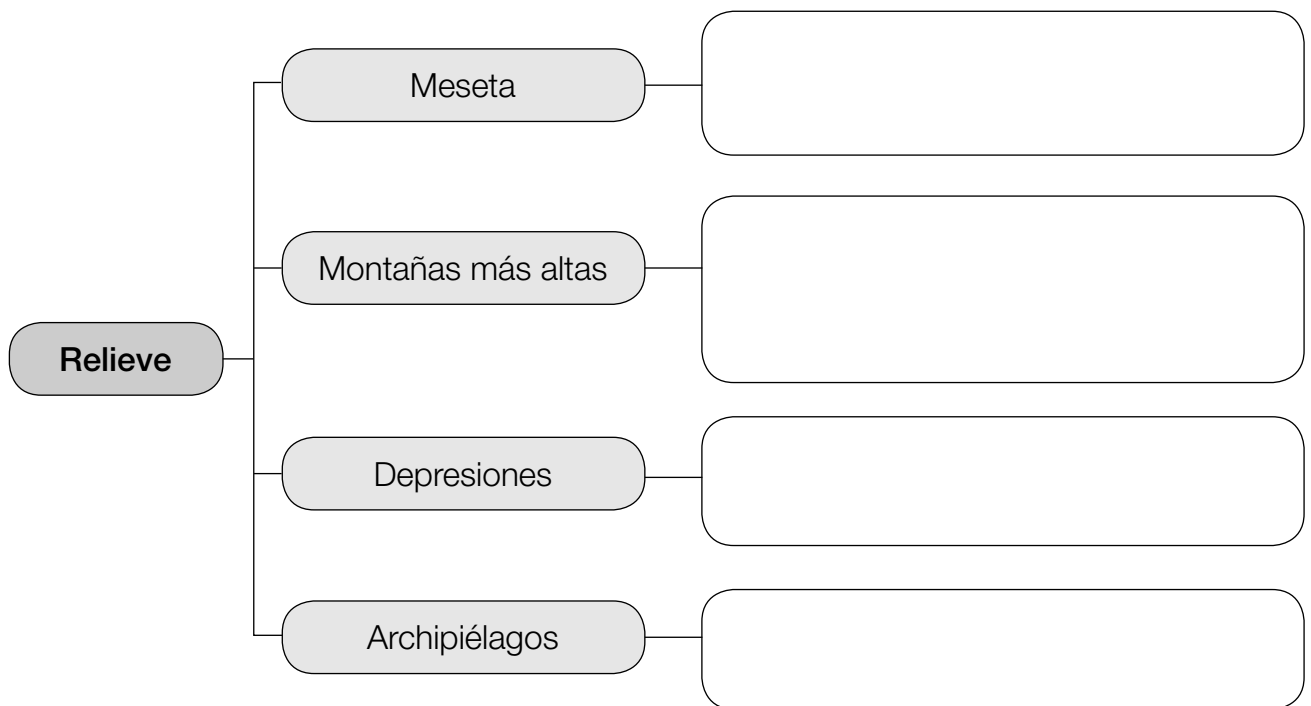 Relieve
Meseta
Montañas más altas
Depresiones
Archipiélagos